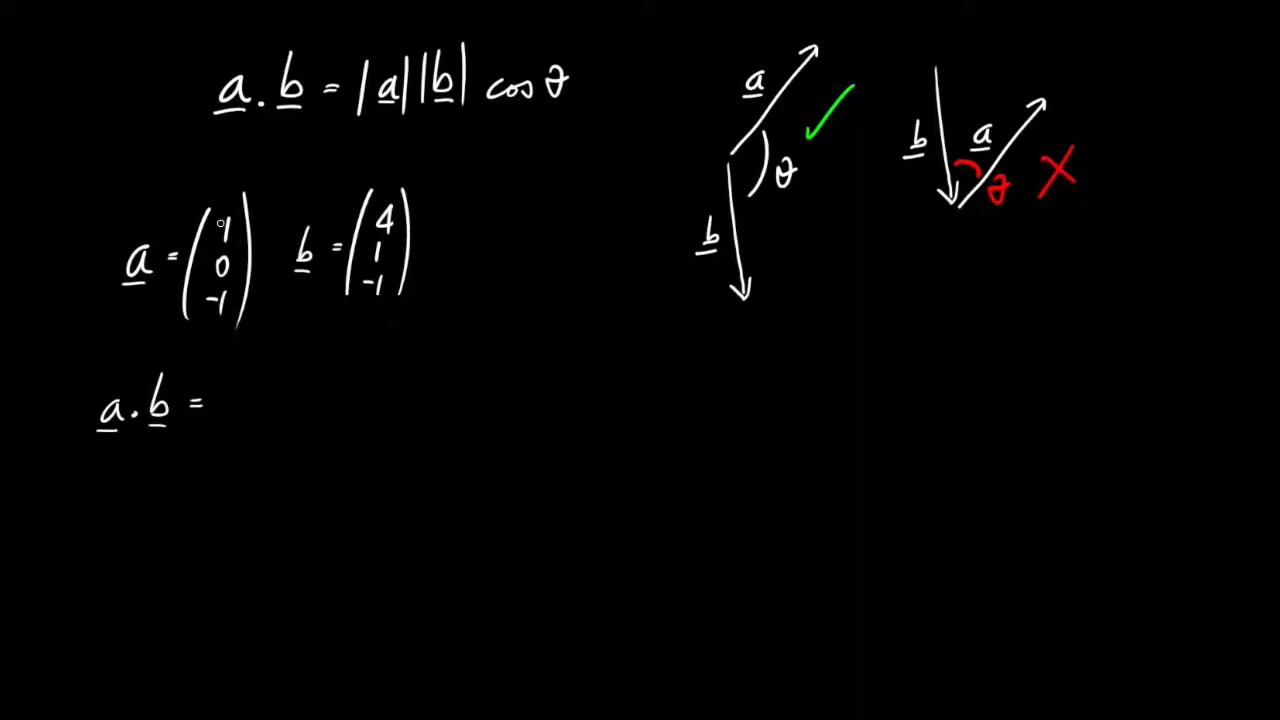 a . b = |a||b| cos θ
a = (1 0 -1) b = (4 1 -1)
a . b =
a
θ
b
b
a
θ